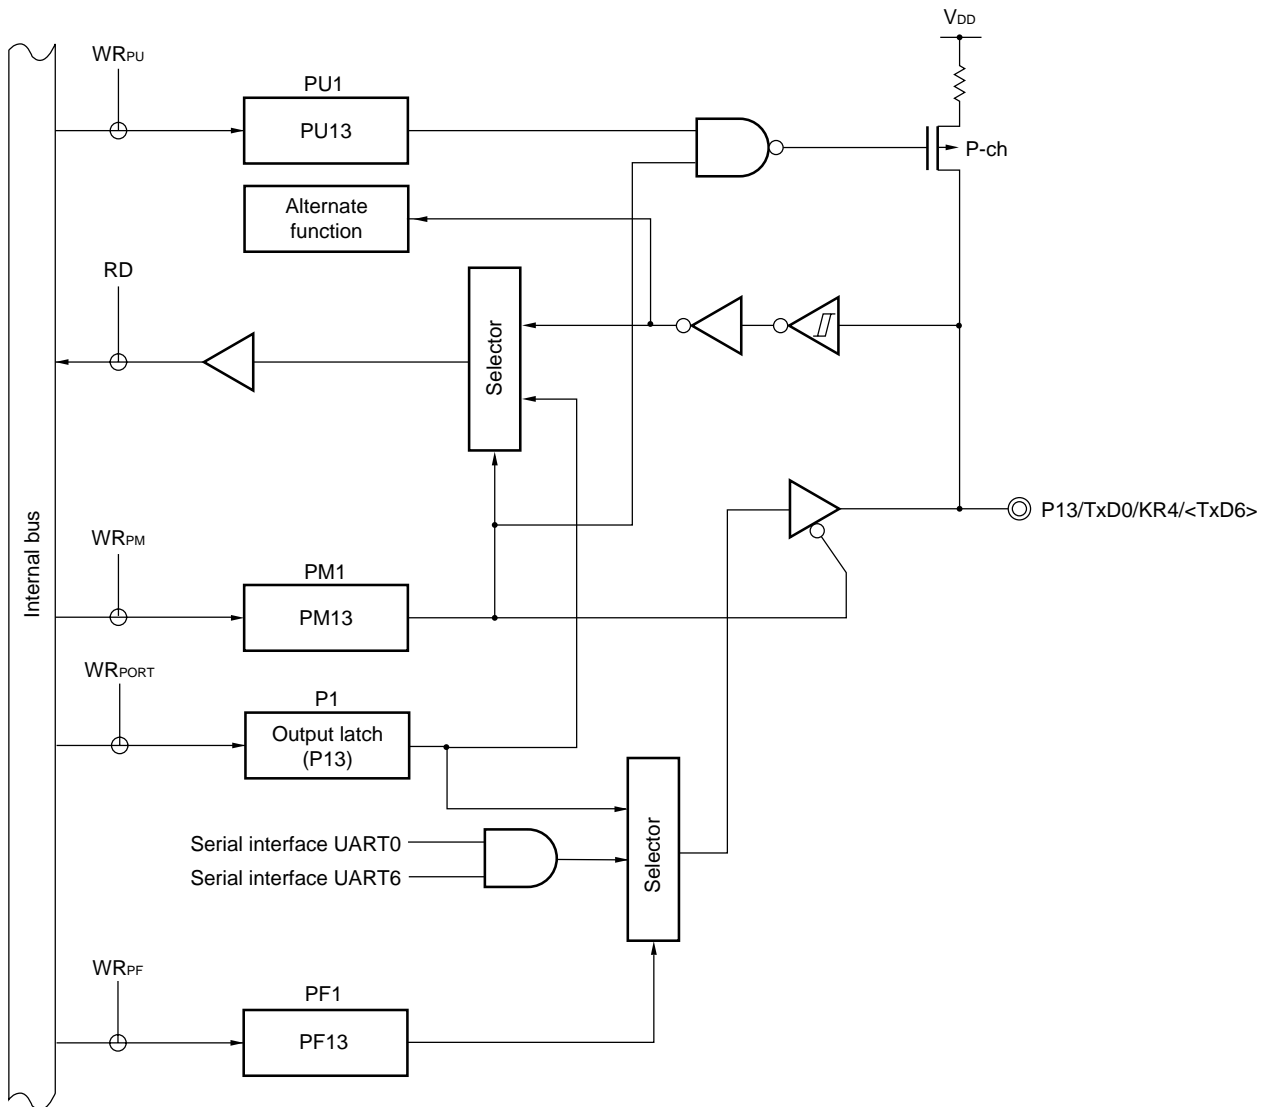 VDD
WRPU
PU1
PU13
P-ch
Alternate
function
RD
Selector
P13/TxD0/KR4/<TxD6>
Internal bus
WRPM
PM1
PM13
WRPORT
P1
Output latch
(P13)
Selector
Serial interface UART0
Serial interface UART6
WRPF
PF1
PF13